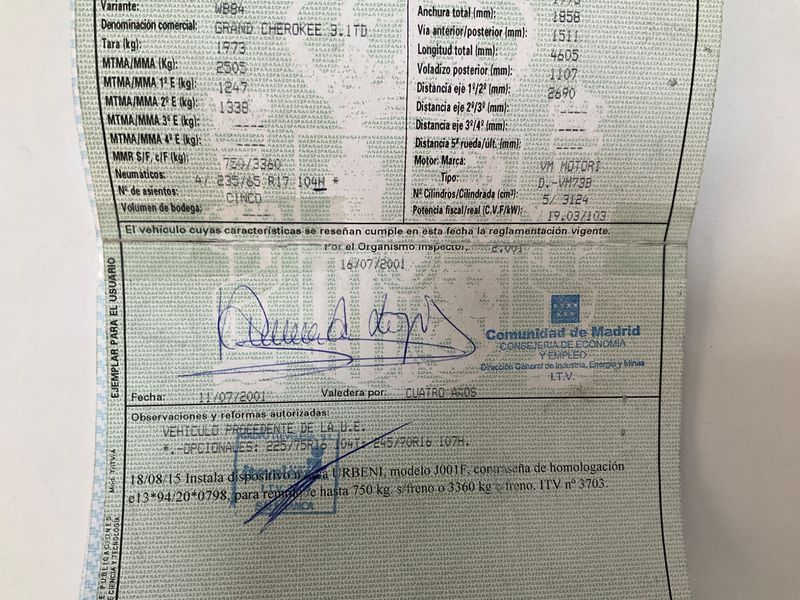 Variante: WB84
Denominación comercial: GRAND CHEROKEE 3.1TD
Tara (kg): 1973
MTMA/MMA (Kg): 2505
MTMA/MMA 1º E (kg): 1247
MTMA/MMA 2º E (kg): 1338
MTMA/MMA 3º E (kg): ----
MTMA/MMA 4º E (kg): ----
MMR S/F, c/F (kg): 750/3360
Neumáticos: 4/ 235/65 R17 104H *
Nº de asientos: CINCO
Volumen de bodega: ----
Anchura total (mm): 1858
Via anterior/posterior (mm): 1511
Longitud total (mm): 4605
Voladizo posterior (mm): 1107
Distancia eje 1º/2º (mm): 2690
Distancia eje 2º/3º (mm): ----
Distancia eje 3º/4º (mm): ----
Distancia 5ª rueda/últ. (mm): ----
Motor: Marca: VM MOTORI
Tipo: D.-VM73B
Nº Cilindros/Cilindrada (cm³): 5/ 3124
Potencia fiscal/real (C.V.F/kW): 19.03/103
El vehículo cuyas características se reseñan cumple en esta fecha la reglamentación vigente.
Por el Organismo Inspector, 2.001
16/07/2001
Comunidad de Madrid
CONSEJERIA DE ECONOMIA
Y EMPLEO
Dirección General de Industria, Energía y Minas
I.T.V.
Fecha: 11/07/2001 Valedera por: CUATRO AÑOS
Observaciones y reformas autorizadas:
VEHICULO PROCEDENTE DE LA U.E.
*.-OPCIONALES: 225/75R16 104T; 245/70R16 107H.
18/08/15 Instala dispositivo URBENI, modelo J001F, contraseña de homologación
e13*94/20*0798, para hasta 750 kg. s/freno o 3360 kg freno. ITV nº 3703.
EJEMPLAR PARA EL USUARIO